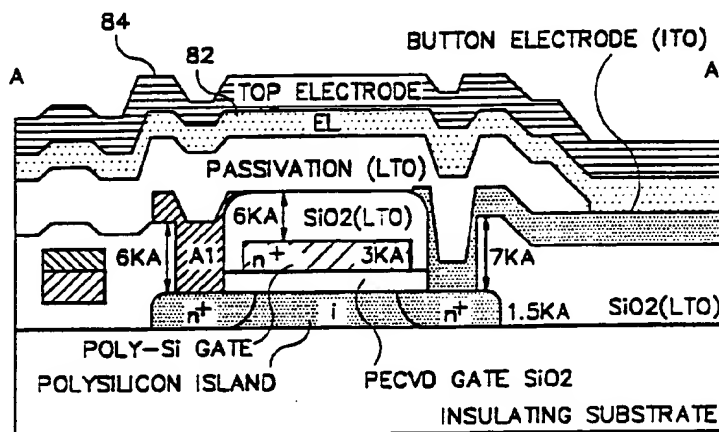 84
BUTTON ELECTRODE (ITO)
A
82
A
TOP ELECTRODE
EL
PASSIVATION (LTO)
6KA
SiO2(LTO)
6KA
A1
n+
3KA
7KA
n+
i
n+
1.5KA
SiO2(LTO)
POLY-Si GATE
POLYSILICON ISLAND
PECVD GATE SiO2
INSULATING SUBSTRATE